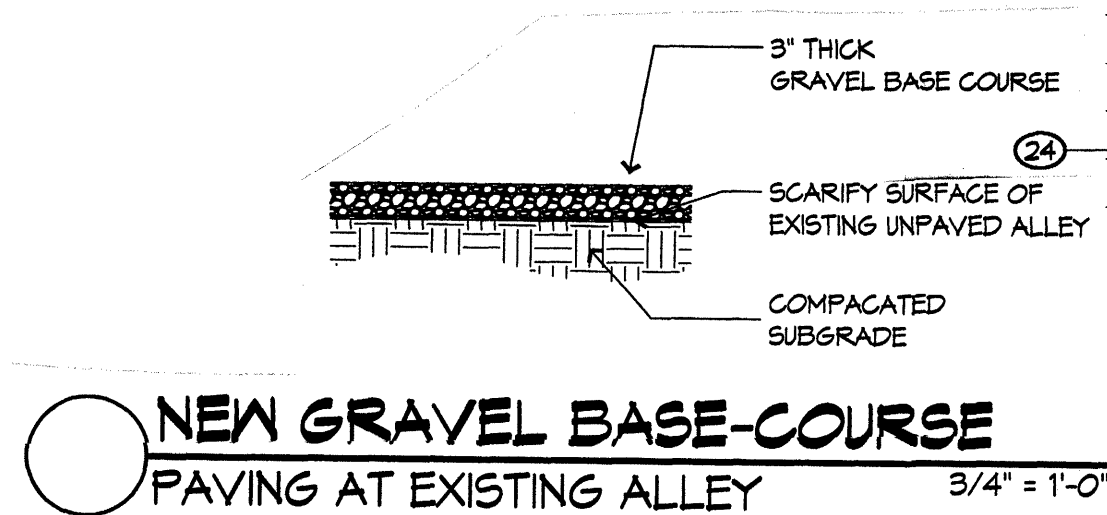 3" THICK
GRAVEL BASE COURSE
24
SCARIFY SURFACE OF
EXISTING UNPAVED ALLEY
COMPACATED
SUBGRADE
NEW GRAVEL BASE-COURSE
PAVING AT EXISTING ALLEY
3/4" = 1'-0"